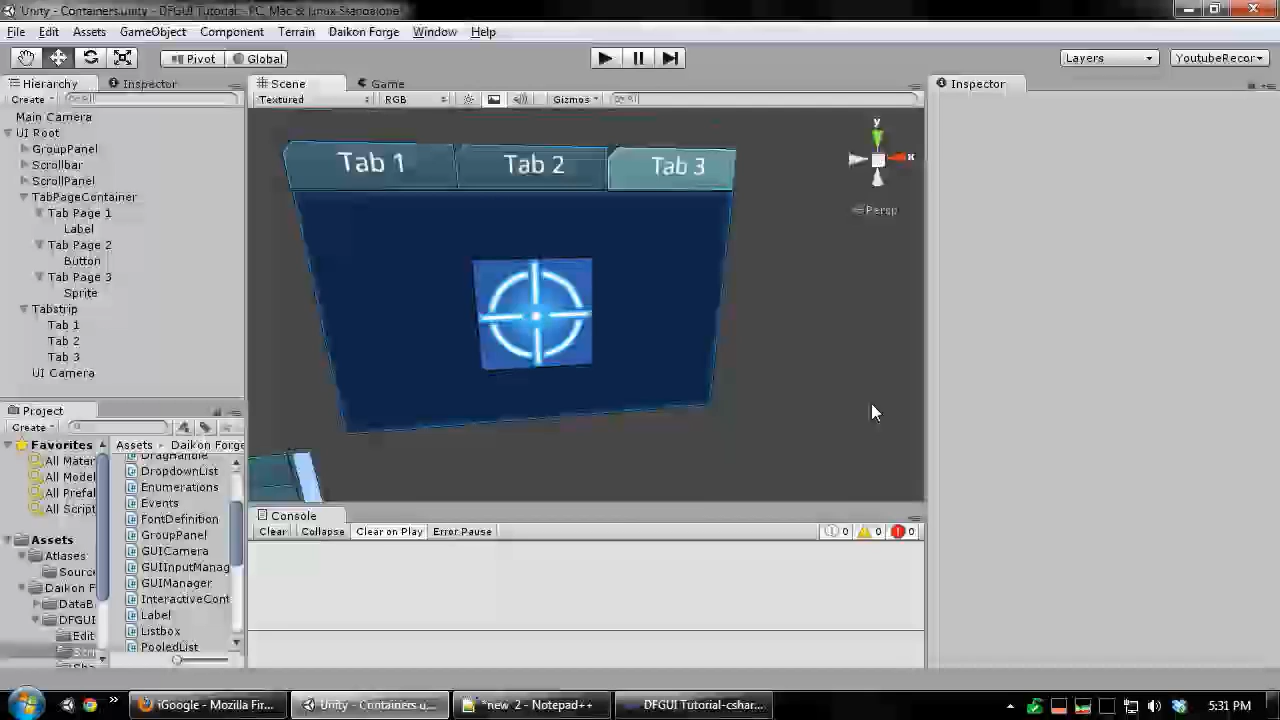 Unity - Containers.unity - DFGUI Tutorial - PC, Mac & Linux Standalone
File Edit Assets GameObject Component Terrain Daikon Forge Window Help
Pivot Global Layers YoutubeRecor
Hierarchy Inspector
Create
Main Camera
UI Root
GroupPanel
Scrollbar
ScrollPanel
TabPageContainer
Tab Page 1
Label
Tab Page 2
Button
Tab Page 3
Sprite
Tabstrip
Tab 1
Tab 2
Tab 3
UI Camera
Scene Game
Textured RGB Gizmos
Tab 1 Tab 2 Tab 3
y
x
Persp
Inspector
Project
Create
Favorites
All Mater
All Model
All Prefab
All Script
Assets
Atlases
Source
Daikon F
DataB
DFGUI
Edit
Assets Daikon Forge
DragHandle
DropdownList
Enumerations
Events
FontDefinition
GroupPanel
GUICamera
GUIInputManag
GUIManager
InteractiveCont
Label
Listbox
PooledList
Console
Clear Collapse Clear on Play Error Pause 0 0 0
iGoogle - Mozilla Fir... Unity - Containers.u... *new 2 - Notepad++ DFGUI Tutorial-cshar... 5:31 PM